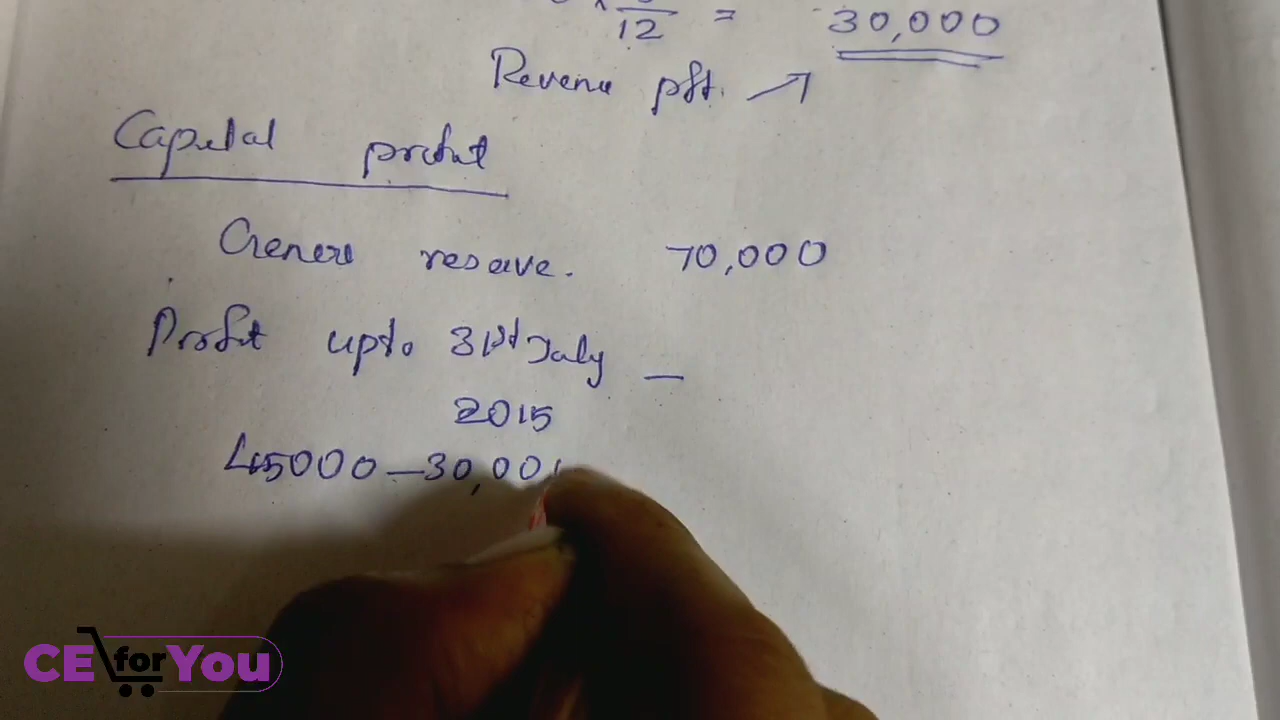 12 = 30,000
Revenu pft.
Capital profit
General reserve. 70,000
Profit upto 31st July —
2015
45000 — 30,00
CE for You